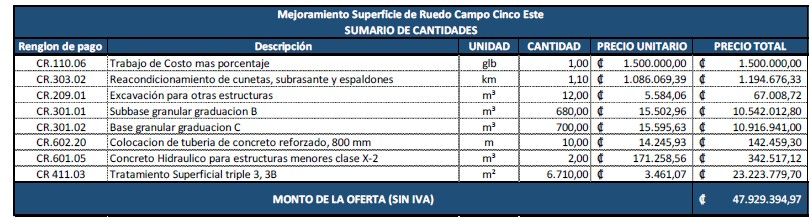 Mejoramiento Superficie de Ruedo Campo Cinco Este
SUMARIO DE CANTIDADES
Renglon de pago Descripción UNIDAD CANTIDAD PRECIO UNITARIO PRECIO TOTAL
CR.110.06 Trabajo de Costo mas porcentaje glb 1,00 ₡ 1.500.000,00 ₡ 1.500.000,00
CR.303.02 Reacondicionamiento de cunetas, subrasante y espaldones km 1,10 ₡ 1.086.069,39 ₡ 1.194.676,33
CR.209.01 Excavación para otras estructuras m³ 12,00 ₡ 5.584,06 ₡ 67.008,72
CR.301.01 Subbase granular graduacion B m³ 680,00 ₡ 15.502,96 ₡ 10.542.012,80
CR.301.02 Base granular graduacion C m³ 700,00 ₡ 15.595,63 ₡ 10.916.941,00
CR.602.20 Colocacion de tuberia de concreto reforzado, 800 mm m 10,00 ₡ 14.245,93 ₡ 142.459,30
CR.601.05 Concreto Hidraulico para estructuras menores clase X-2 m³ 2,00 ₡ 171.258,56 ₡ 342.517,12
CR 411.03 Tratamiento Superficial triple 3, 3B m² 6.710,00 ₡ 3.461,07 ₡ 23.223.779,70
MONTO DE LA OFERTA (SIN IVA) ₡ 47.929.394,97